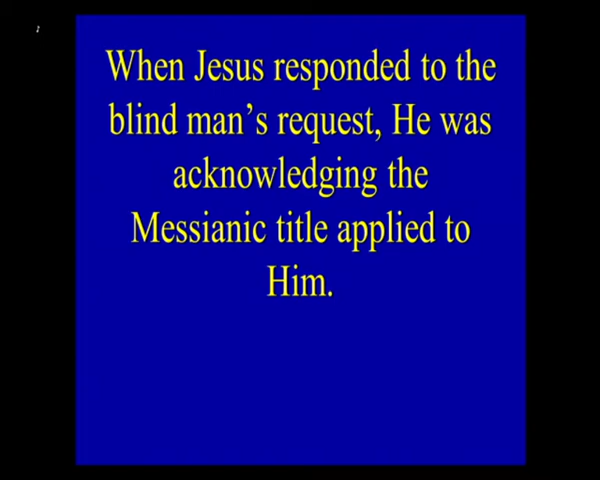 When Jesus responded to the
blind man’s request, He was
acknowledging the
Messianic title applied to
Him.